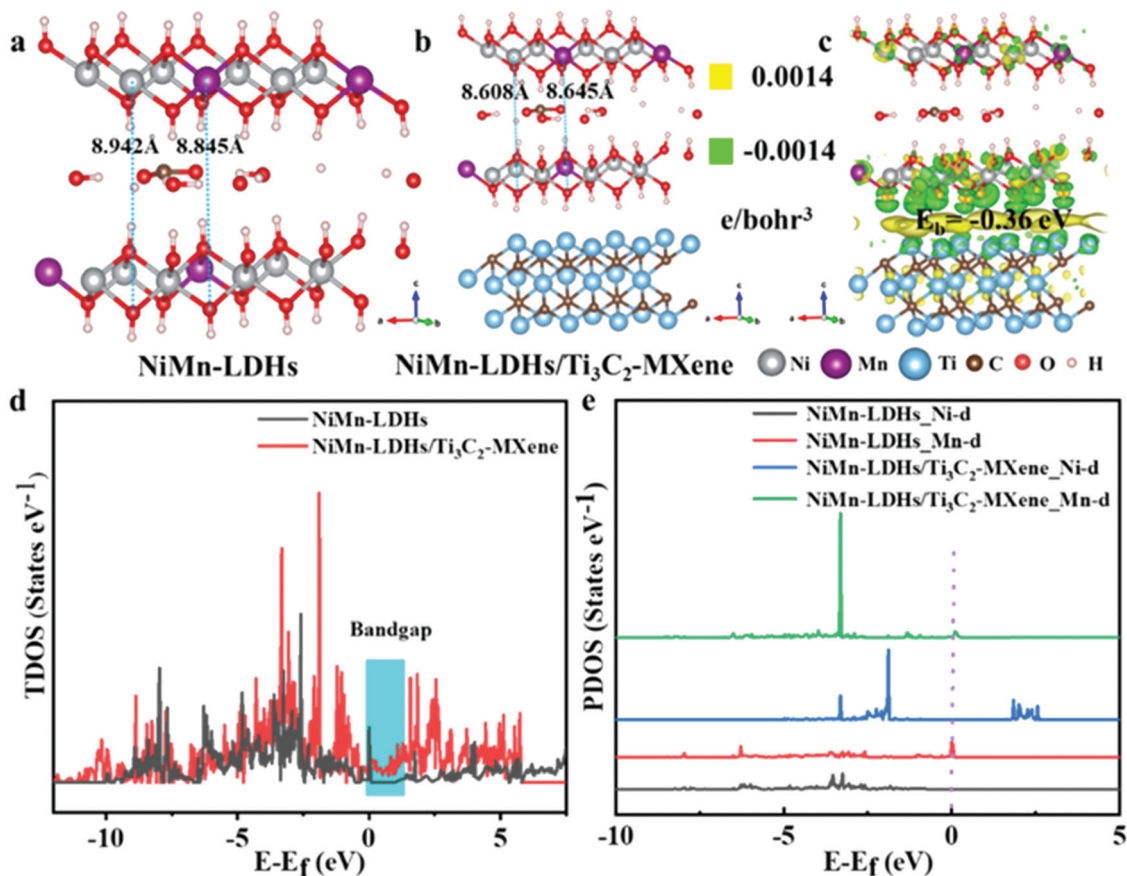 a
8.942Å 8.845Å
c
a b
NiMn-LDHs
b
8.608Å 8.645Å
c
a b
NiMn-LDHs/Ti₃C₂-MXene
0.0014
-0.0014
e/bohr³
c
E_b= -0.36 eV
c
a b
Ni Mn Ti C O H
d
NiMn-LDHs
NiMn-LDHs/Ti₃C₂-MXene
Bandgap
TDOS (States eV⁻¹)
-10 -5 0 5
E-E_f (eV)
e
NiMn-LDHs_Ni-d
NiMn-LDHs_Mn-d
NiMn-LDHs/Ti₃C₂-MXene_Ni-d
NiMn-LDHs/Ti₃C₂-MXene_Mn-d
PDOS (States eV⁻¹)
-10 -5 0 5
E-E_f (eV)